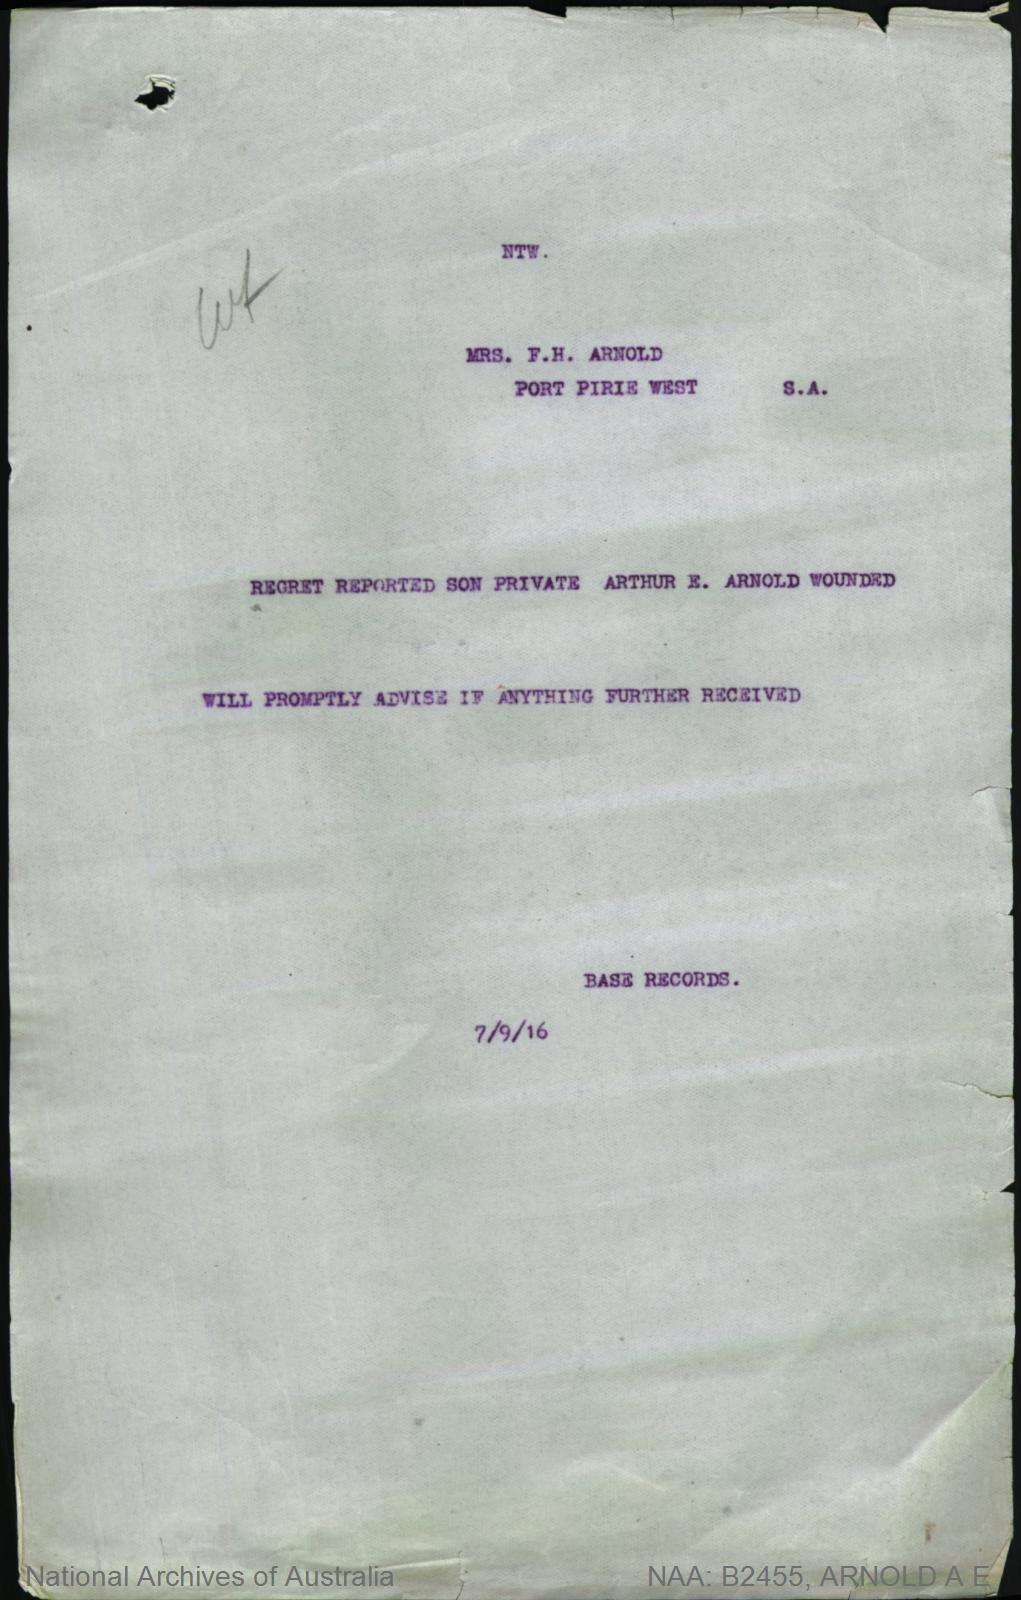 NTW.
MRS. F.H. ARNOLD
PORT PIRIE WEST S.A.
REGRET REPORTED SON PRIVATE ARTHUR E. ARNOLD WOUNDED
WILL PROMPTLY ADVISE IF ANYTHING FURTHER RECEIVED
BASE RECORDS.
7/9/16
National Archives of Australia NAA: B2455, ARNOLD A E